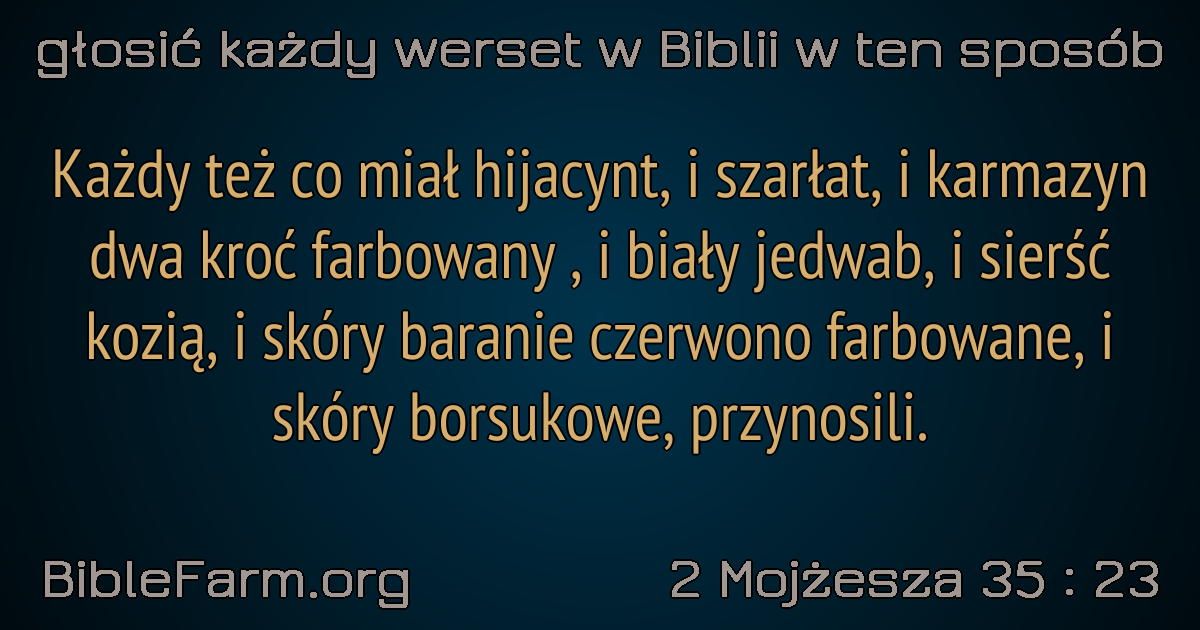 głosić każdy werset w Biblii w ten sposób
Każdy też co miał hijacynt, i szarłat, i karmazyn
dwa kroć farbowany , i biały jedwab, i sierść
kozią, i skóry baranie czerwono farbowane, i
skóry borsukowe, przynosili.
BibleFarm.org
2 Mojżesza 35 : 23